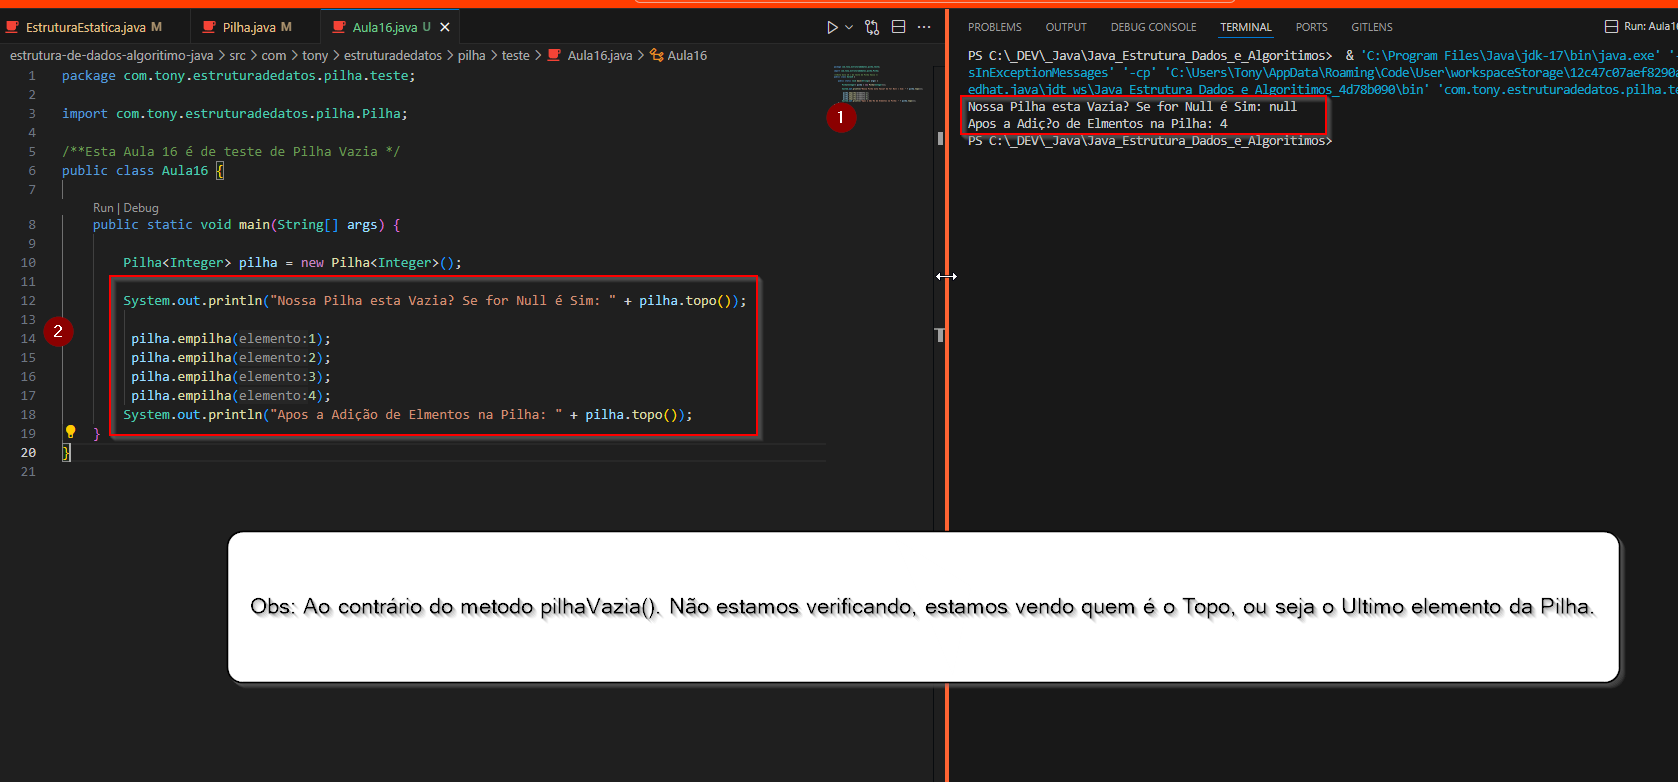 EstruturaEstatica.java M
Pilha.java M
Aula16.java U
estrutura-de-dados-algoritimo-java > src > com > tony > estruturadedatos > pilha > teste > Aula16.java > Aula16
1 package com.tony.estruturadedatos.pilha.teste;
2
3 import com.tony.estruturadedatos.pilha.Pilha;
4
5 /**Esta Aula 16 é de teste de Pilha Vazia */
6 public class Aula16 {
7
Run | Debug
8 public static void main(String[] args) {
9
10 Pilha<Integer> pilha = new Pilha<Integer>();
11
12 System.out.println("Nossa Pilha esta Vazia? Se for Null é Sim: " + pilha.topo());
13
14 pilha.empilha(elemento:1);
15 pilha.empilha(elemento:2);
16 pilha.empilha(elemento:3);
17 pilha.empilha(elemento:4);
18 System.out.println("Apos a Adição de Elmentos na Pilha: " + pilha.topo());
19 }
20 }
21
1
2
PROBLEMS OUTPUT DEBUG CONSOLE TERMINAL PORTS GITLENS
Run: Aula16
PS C:\_DEV\_Java\Java_Estrutura_Dados_e_Algoritimos> & 'C:\Program Files\Java\jdk-17\bin\java.exe' '-
sInExceptionMessages' '-cp' 'C:\Users\Tony\AppData\Roaming\Code\User\workspaceStorage\12c47c07aef8290a
edhat.java\jdt_ws\Java_Estrutura_Dados_e_Algoritimos_4d78b090\bin' 'com.tony.estruturadedatos.pilha.te
Nossa Pilha esta Vazia? Se for Null é Sim: null
Apos a Adiç?o de Elmentos na Pilha: 4
PS C:\_DEV\_Java\Java_Estrutura_Dados_e_Algoritimos>
Obs: Ao contrário do metodo pilhaVazia(). Não estamos verificando, estamos vendo quem é o Topo, ou seja o Ultimo elemento da Pilha.